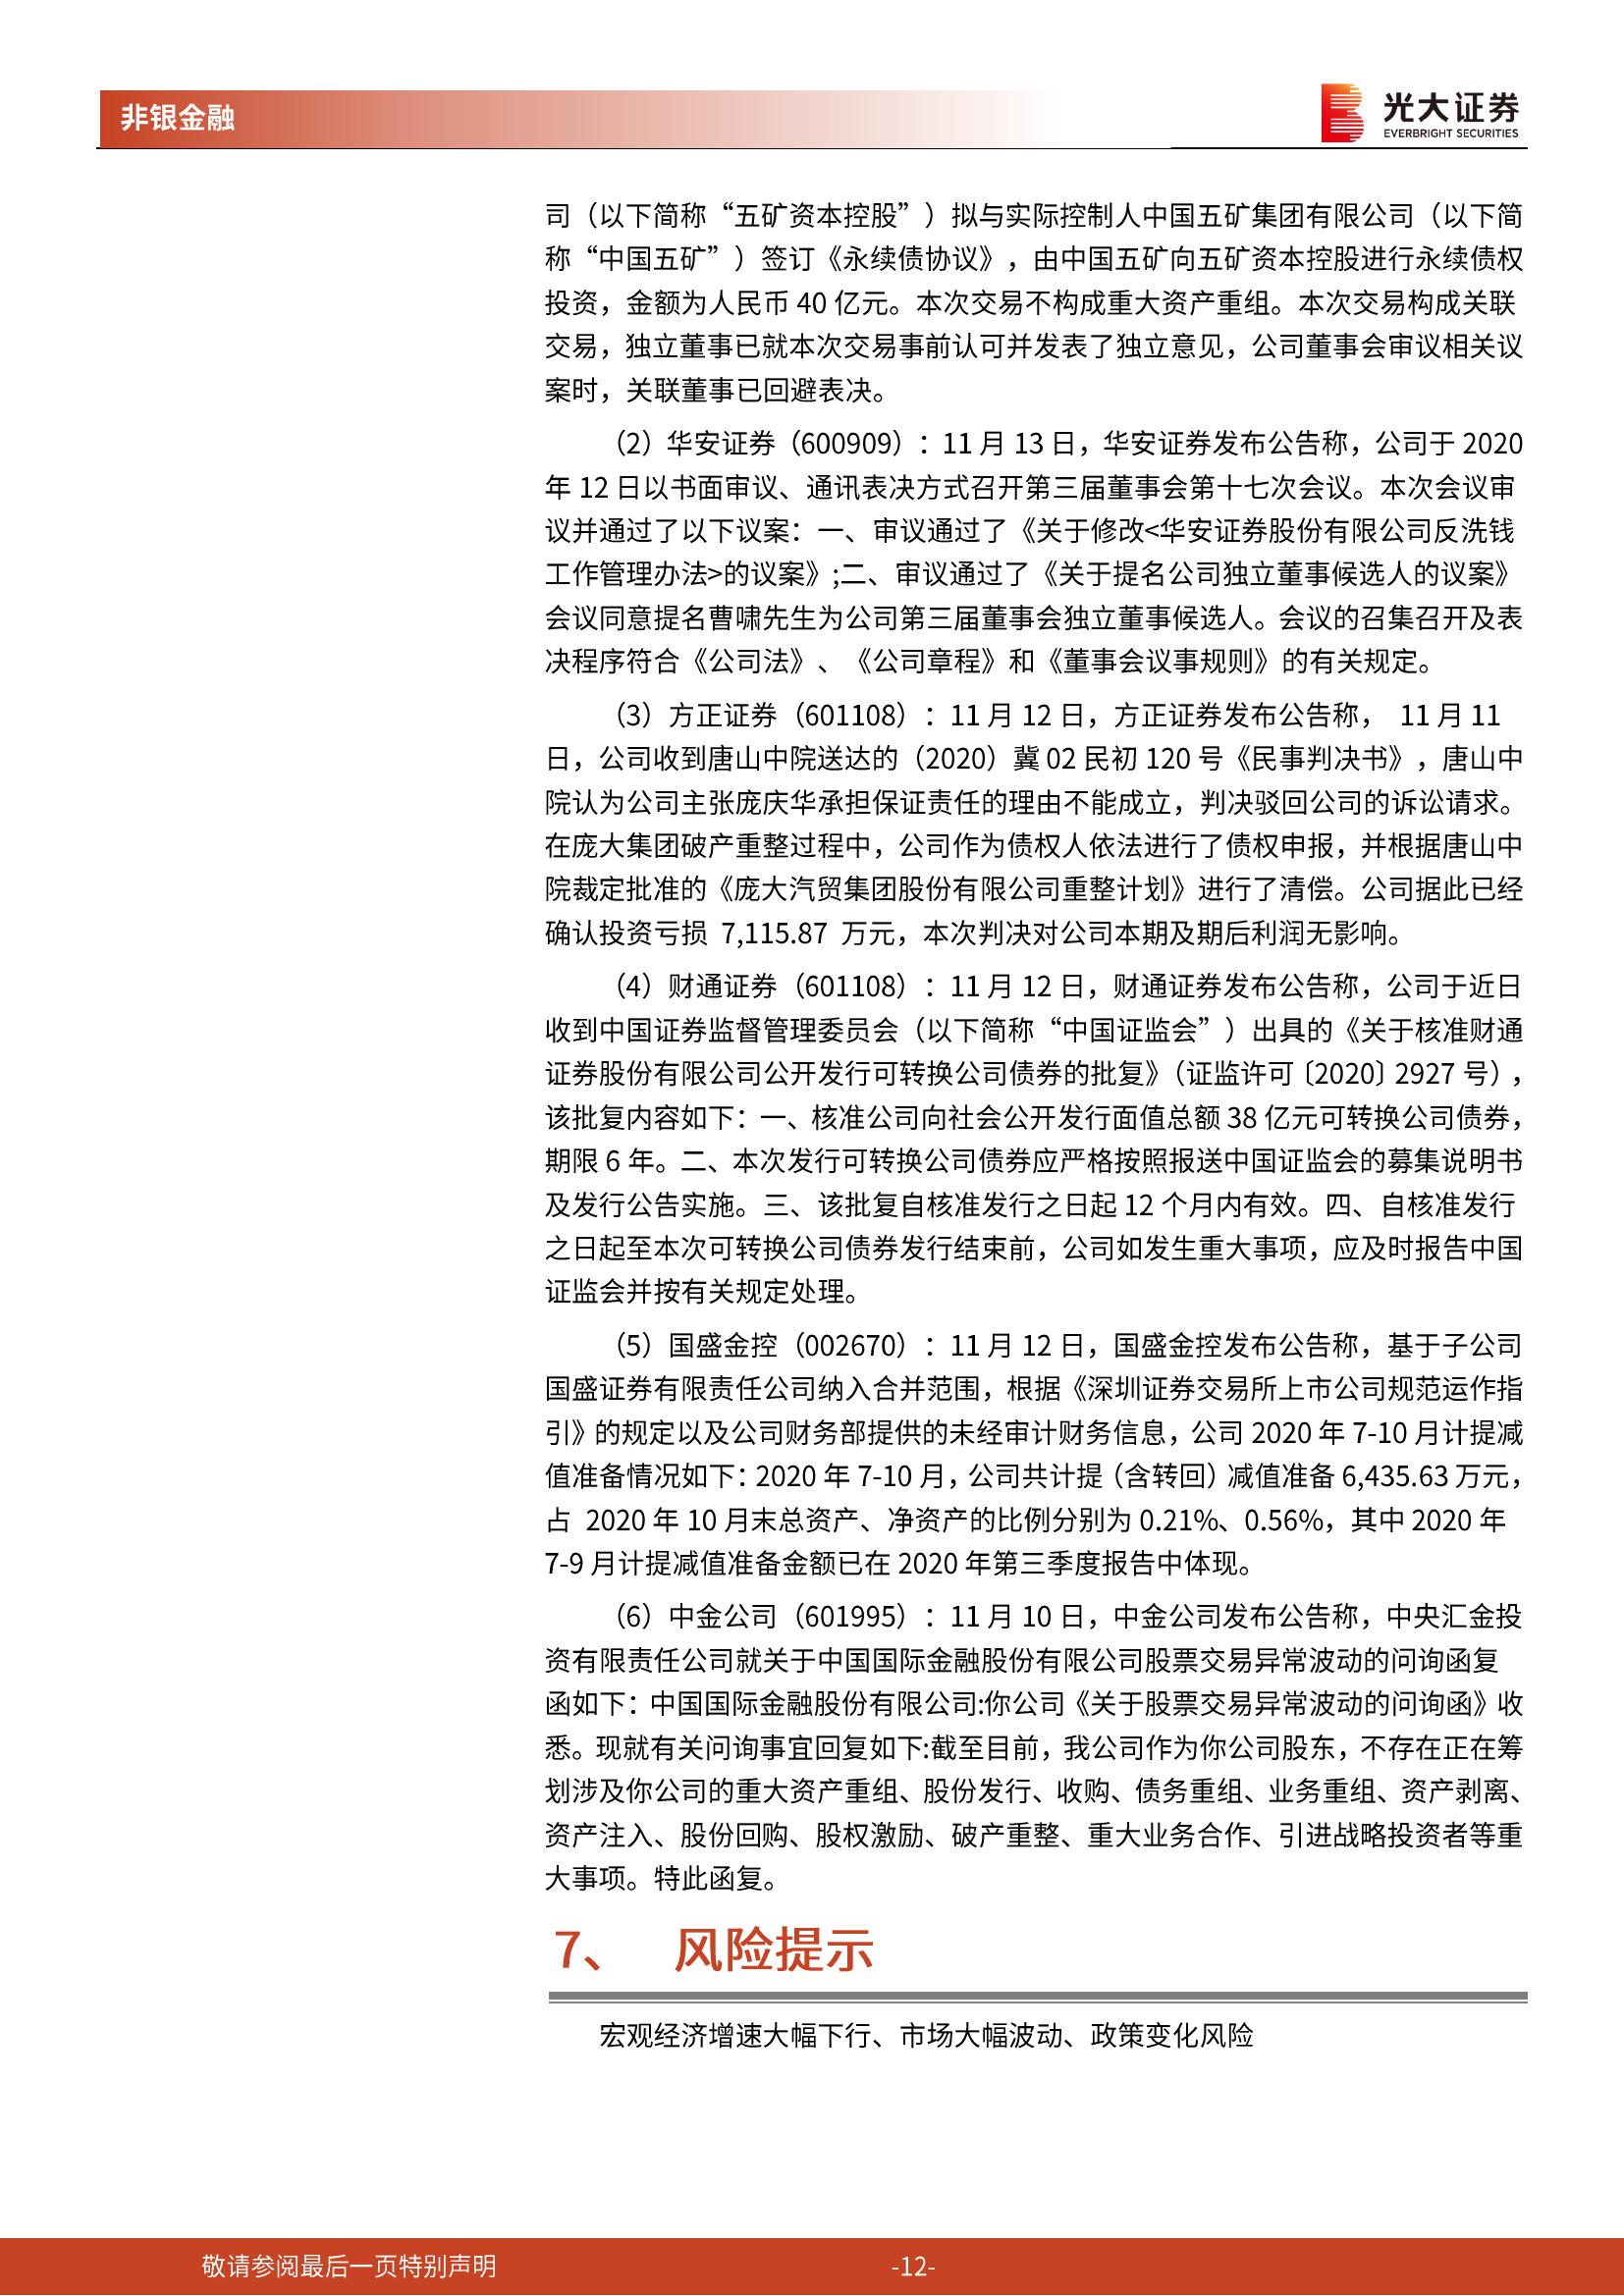 非银金融
光大证券
EVERBRIGHT SECURITIES
司（以下简称“五矿资本控股”）拟与实际控制人中国五矿集团有限公司（以下简
称“中国五矿”）签订《永续债协议》，由中国五矿向五矿资本控股进行永续债权
投资，金额为人民币 40 亿元。本次交易不构成重大资产重组。本次交易构成关联
交易，独立董事已就本次交易事前认可并发表了独立意见，公司董事会审议相关议
案时，关联董事已回避表决。
（2）华安证券（600909）：11 月 13 日，华安证券发布公告称，公司于 2020
年 12 日以书面审议、通讯表决方式召开第三届董事会第十七次会议。本次会议审
议并通过了以下议案：一、审议通过了《关于修改<华安证券股份有限公司反洗钱
工作管理办法>的议案》;二、审议通过了《关于提名公司独立董事候选人的议案》
会议同意提名曹啸先生为公司第三届董事会独立董事候选人。会议的召集召开及表
决程序符合《公司法》、《公司章程》和《董事会议事规则》的有关规定。
（3）方正证券（601108）：11 月 12 日，方正证券发布公告称， 11 月 11
日，公司收到唐山中院送达的（2020）冀 02 民初 120 号《民事判决书》，唐山中
院认为公司主张庞庆华承担保证责任的理由不能成立，判决驳回公司的诉讼请求。
在庞大集团破产重整过程中，公司作为债权人依法进行了债权申报，并根据唐山中
院裁定批准的《庞大汽贸集团股份有限公司重整计划》进行了清偿。公司据此已经
确认投资亏损 7,115.87 万元，本次判决对公司本期及期后利润无影响。
（4）财通证券（601108）：11 月 12 日，财通证券发布公告称，公司于近日
收到中国证券监督管理委员会（以下简称“中国证监会”）出具的《关于核准财通
证券股份有限公司公开发行可转换公司债券的批复》（证监许可〔2020〕2927 号），
该批复内容如下：一、核准公司向社会公开发行面值总额 38 亿元可转换公司债券，
期限 6 年。二、本次发行可转换公司债券应严格按照报送中国证监会的募集说明书
及发行公告实施。三、该批复自核准发行之日起 12 个月内有效。四、自核准发行
之日起至本次可转换公司债券发行结束前，公司如发生重大事项，应及时报告中国
证监会并按有关规定处理。
（5）国盛金控（002670）：11 月 12 日，国盛金控发布公告称，基于子公司
国盛证券有限责任公司纳入合并范围，根据《深圳证券交易所上市公司规范运作指
引》的规定以及公司财务部提供的未经审计财务信息，公司 2020 年 7-10 月计提减
值准备情况如下：2020 年 7-10 月，公司共计提（含转回）减值准备 6,435.63 万元，
占 2020 年 10 月末总资产、净资产的比例分别为 0.21%、0.56%，其中 2020 年
7-9 月计提减值准备金额已在 2020 年第三季度报告中体现。
（6）中金公司（601995）：11 月 10 日，中金公司发布公告称，中央汇金投
资有限责任公司就关于中国国际金融股份有限公司股票交易异常波动的问询函复
函如下：中国国际金融股份有限公司:你公司《关于股票交易异常波动的问询函》收
悉。现就有关问询事宜回复如下:截至目前，我公司作为你公司股东，不存在正在筹
划涉及你公司的重大资产重组、股份发行、收购、债务重组、业务重组、资产剥离、
资产注入、股份回购、股权激励、破产重整、重大业务合作、引进战略投资者等重
大事项。特此函复。
7、 风险提示
宏观经济增速大幅下行、市场大幅波动、政策变化风险
敬请参阅最后一页特别声明
-12-